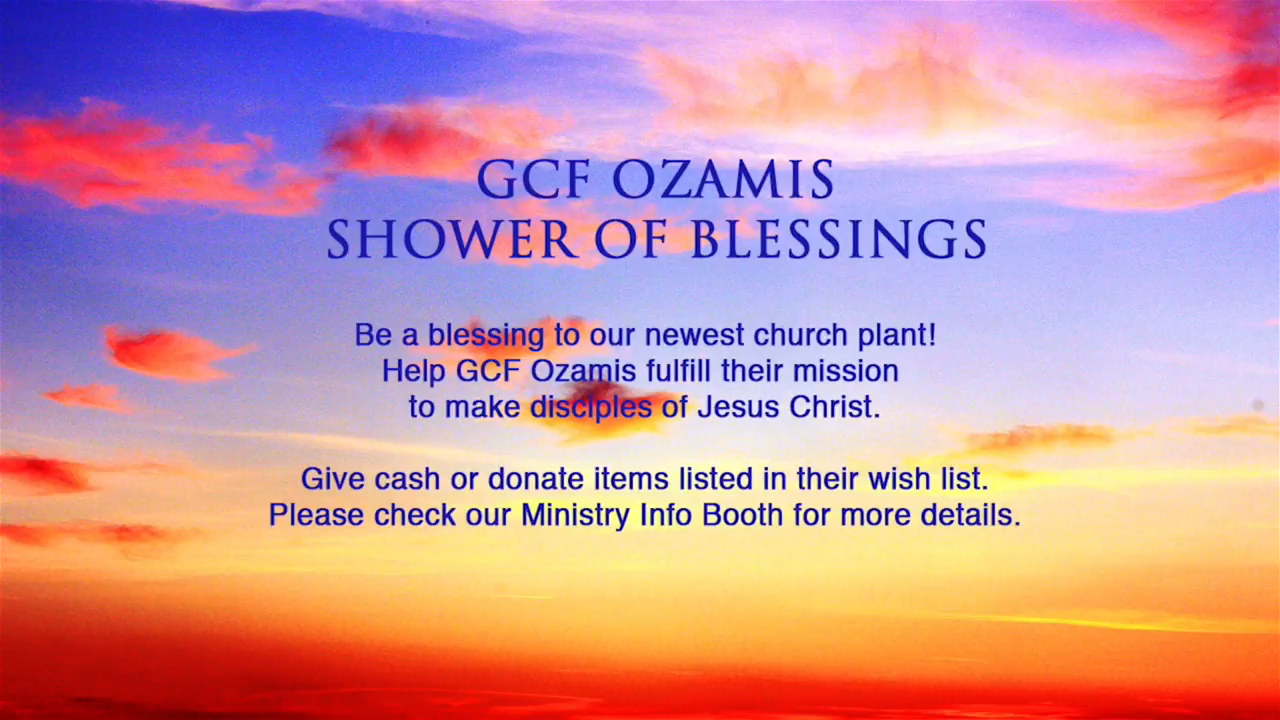 GCF OZAMIS
SHOWER OF BLESSINGS
Be a blessing to our newest church plant!
Help GCF Ozamis fulfill their mission
to make disciples of Jesus Christ.
Give cash or donate items listed in their wish list.
Please check our Ministry Info Booth for more details.